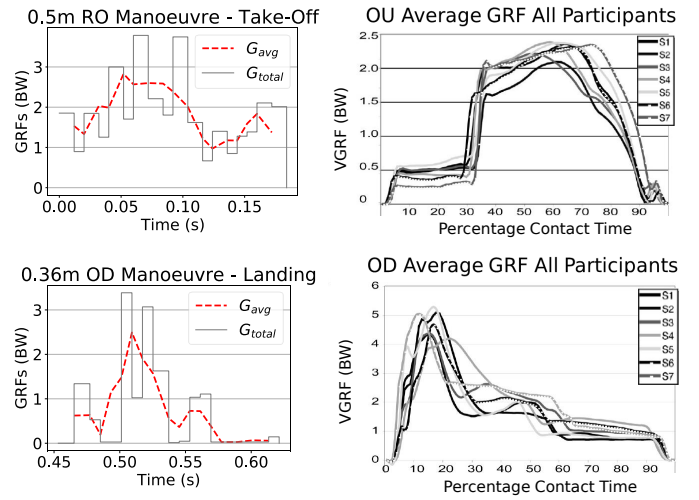 0.5m RO Manoeuvre - Take-Off
GRFs (BW)
3
2
1
0
G_avg
G_total
0.00 0.05 0.10 0.15
Time (s)
OU Average GRF All Participants
VGRF (BW)
2.5
2.0
1.5
1.0
0.5
0
S1
S2
S3
S4
S5
S6
S7
10 20 30 40 50 60 70 80 90
Percentage Contact Time
0.36m OD Manoeuvre - Landing
GRFs (BW)
3
2
1
0
G_avg
G_total
0.45 0.50 0.55 0.60
Time (s)
OD Average GRF All Participants
VGRF (BW)
6
5
4
3
2
1
0
S1
S2
S3
S4
S5
S6
S7
10 20 30 40 50 60 70 80 90
Percentage Contact Time